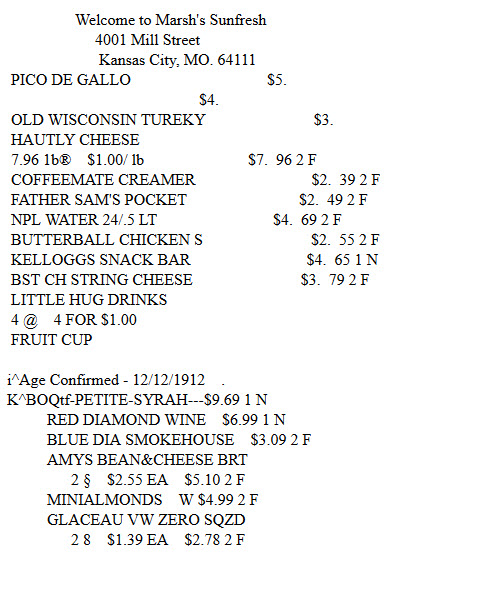 Welcome to Marsh's Sunfresh
4001 Mill Street
Kansas City, MO. 64111
PICO DE GALLO $5.
$4.
OLD WISCONSIN TUREKY $3.
HAUTLY CHEESE
7.96 1b® $1.00/ lb $7. 96 2 F
COFFEEMATE CREAMER $2. 39 2 F
FATHER SAM'S POCKET $2. 49 2 F
NPL WATER 24/.5 LT $4. 69 2 F
BUTTERBALL CHICKEN S $2. 55 2 F
KELLOGGS SNACK BAR $4. 65 1 N
BST CH STRING CHEESE $3. 79 2 F
LITTLE HUG DRINKS
4 @ 4 FOR $1.00
FRUIT CUP
i^Age Confirmed - 12/12/1912 .
K^BOQtf-PETITE-SYRAH---$9.69 1 N
RED DIAMOND WINE $6.99 1 N
BLUE DIA SMOKEHOUSE $3.09 2 F
AMYS BEAN&CHEESE BRT
2 § $2.55 EA $5.10 2 F
MINIALMONDS W $4.99 2 F
GLACEAU VW ZERO SQZD
2 8 $1.39 EA $2.78 2 F